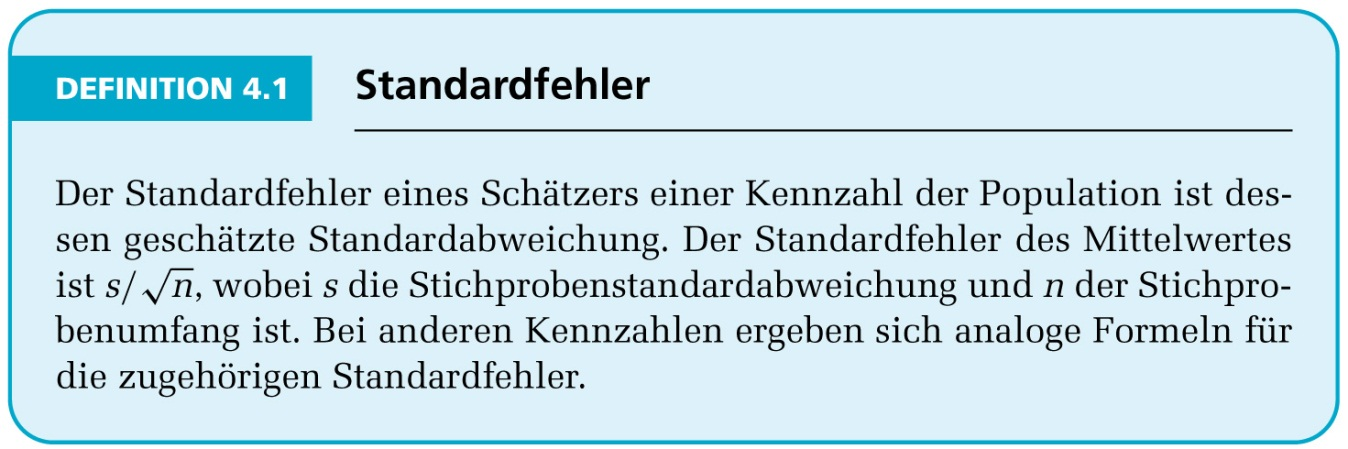 DEFINITION 4.1 Standardfehler
Der Standardfehler eines Schätzers einer Kennzahl der Population ist des-
sen geschätzte Standardabweichung. Der Standardfehler des Mittelwertes
ist s/√n, wobei s die Stichprobenstandardabweichung und n der Stichpro-
benumfang ist. Bei anderen Kennzahlen ergeben sich analoge Formeln für
die zugehörigen Standardfehler.